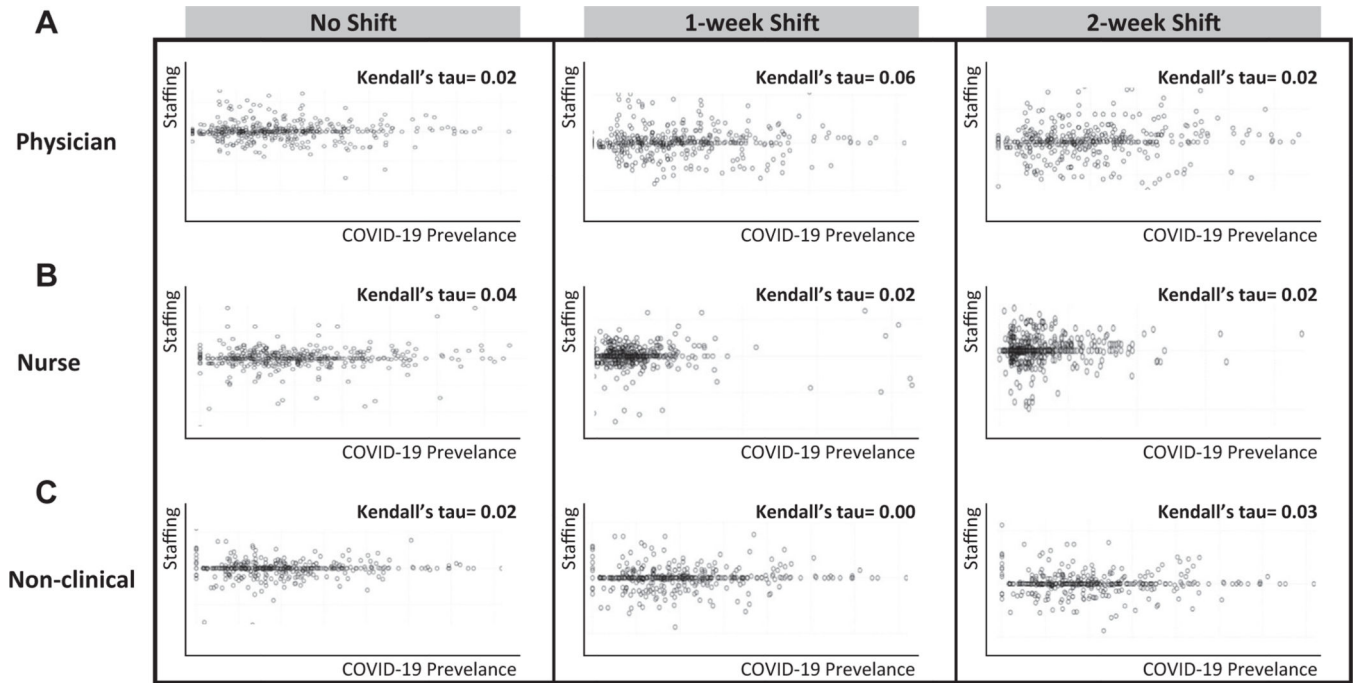 A
No Shift
1-week Shift
2-week Shift
Physician
Staffing
Kendall's tau= 0.02
COVID-19 Prevelance
Staffing
Kendall's tau= 0.06
COVID-19 Prevelance
Staffing
Kendall's tau= 0.02
COVID-19 Prevelance
B
Nurse
Staffing
Kendall's tau= 0.04
COVID-19 Prevelance
Staffing
Kendall's tau= 0.02
COVID-19 Prevelance
Staffing
Kendall's tau= 0.02
COVID-19 Prevelance
C
Non-clinical
Staffing
Kendall's tau= 0.02
COVID-19 Prevelance
Staffing
Kendall's tau= 0.00
COVID-19 Prevelance
Staffing
Kendall's tau= 0.03
COVID-19 Prevelance